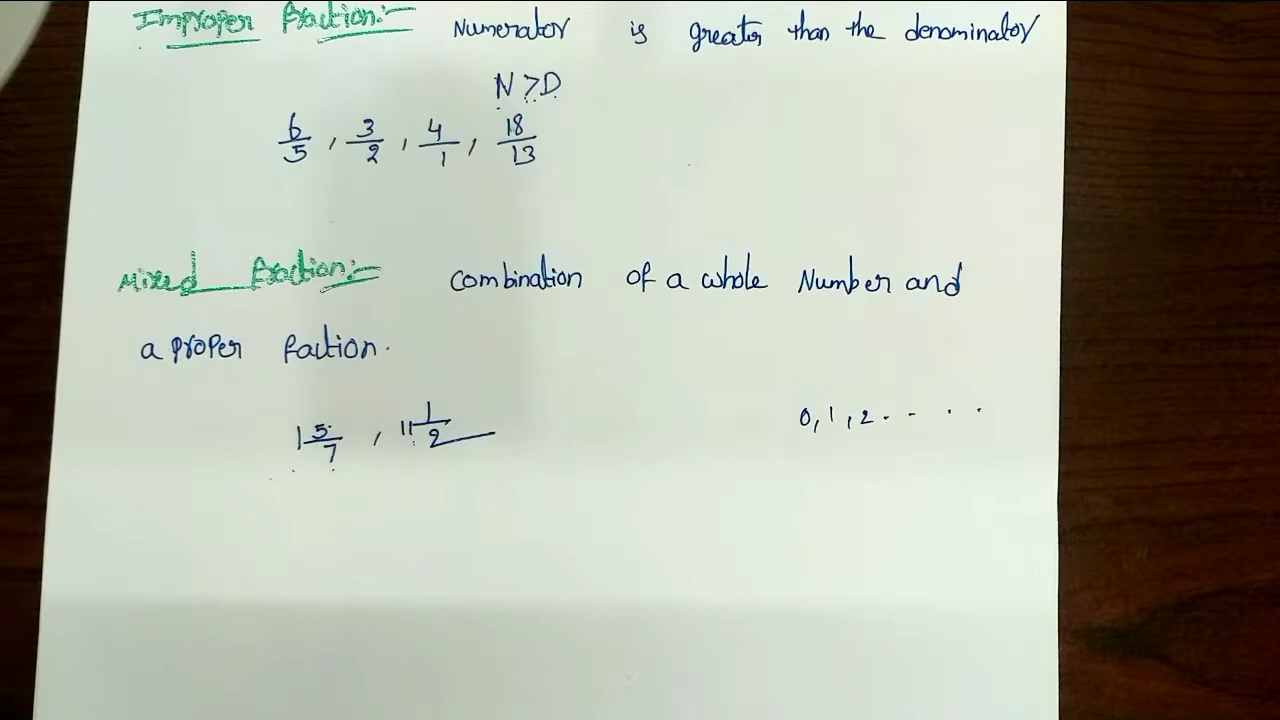 Improper fraction:- Numerator is greater than the denominator
N > D
6/5 , 3/2 , 4/1 , 18/13
Mixed fraction:- combination of a whole Number and
a proper faction.
1 5/7 , 11 1/2
0, 1, 2 . - . .